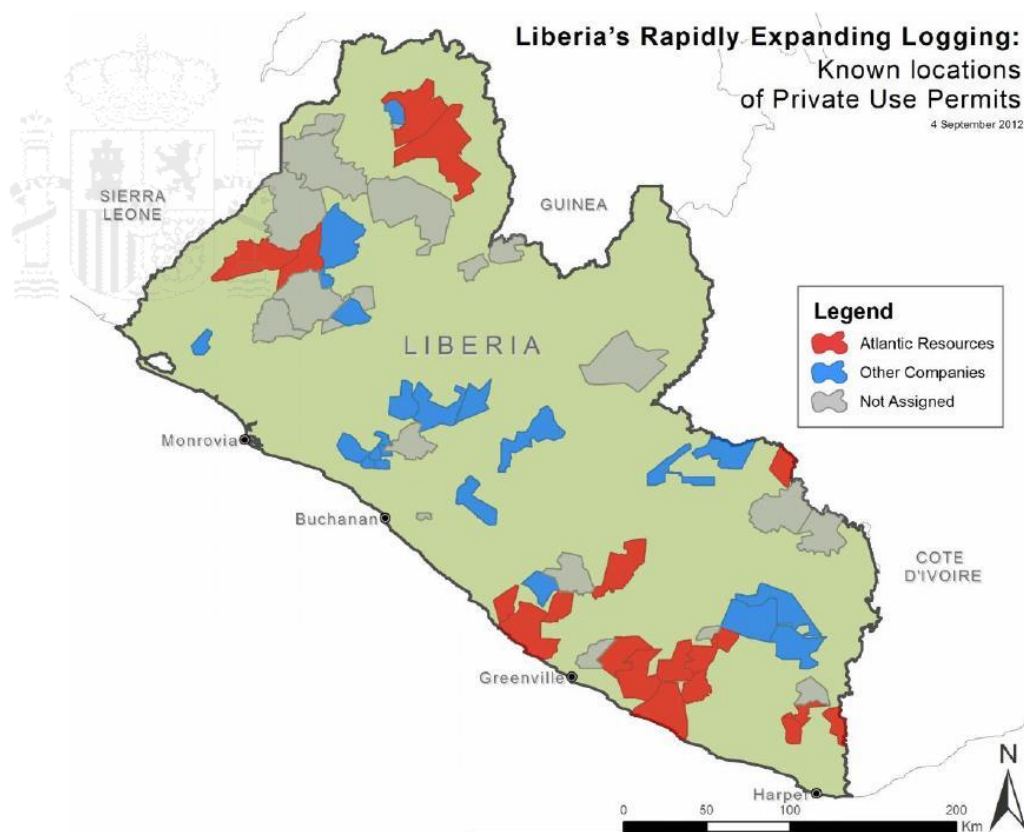 Liberia's Rapidly Expanding Logging:
Known locations
of Private Use Permits
4 September 2012
SIERRA
LEONE
GUINEA
Legend
Atlantic Resources
Other Companies
Not Assigned
LIBERIA
Monrovia
Buchanan
COTE
D'IVOIRE
Greenville
Harper
N
0 50 100 200
Km